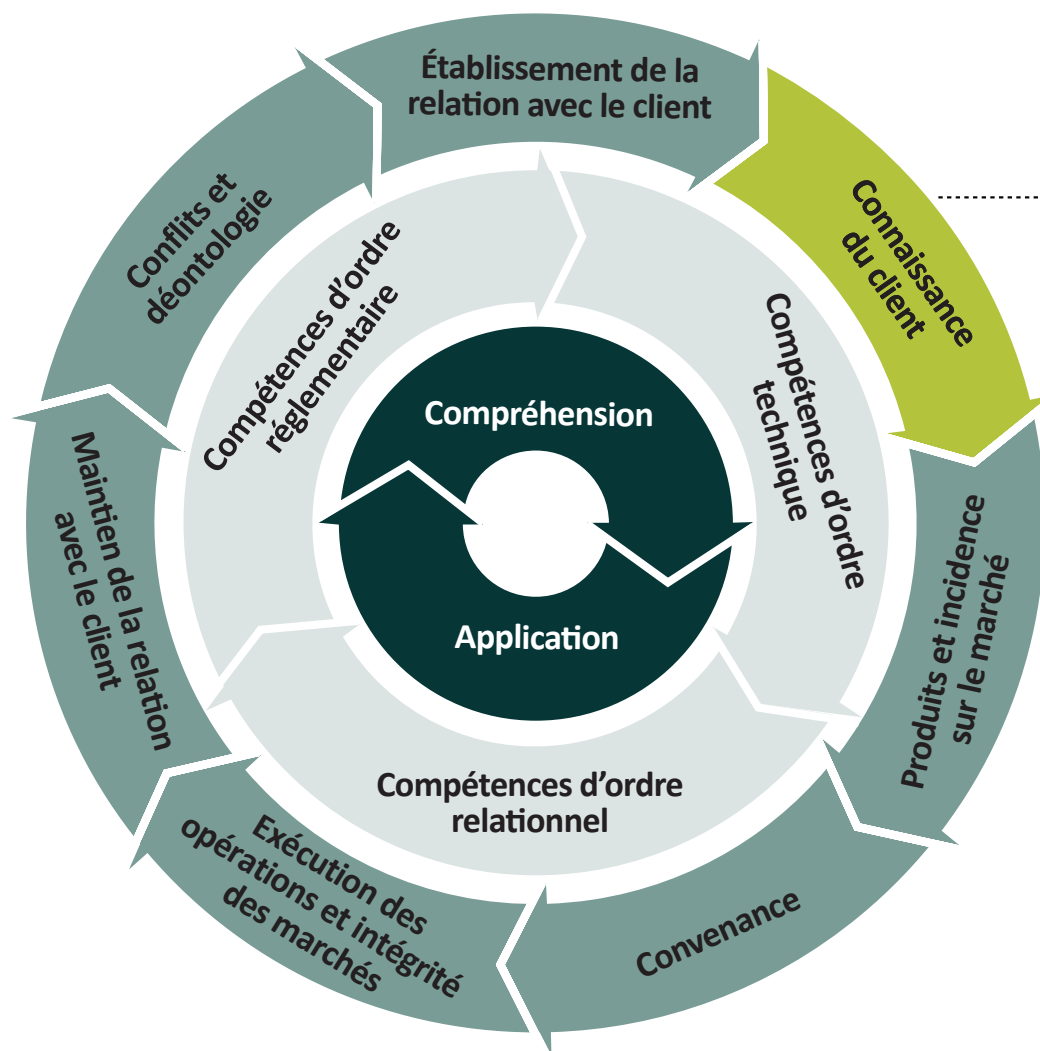 Établissement de la
relation avec le client
Connaissance
du client
Produits et incidence
sur le marché
Convenance
Exécution des
opérations et intégrité
des marchés
Maintien de la relation
avec le client
Conflits et
déontologie
Compétences d'ordre
réglementaire
Compétences d'ordre
technique
Compétences d'ordre
relationnel
Compréhension
Application